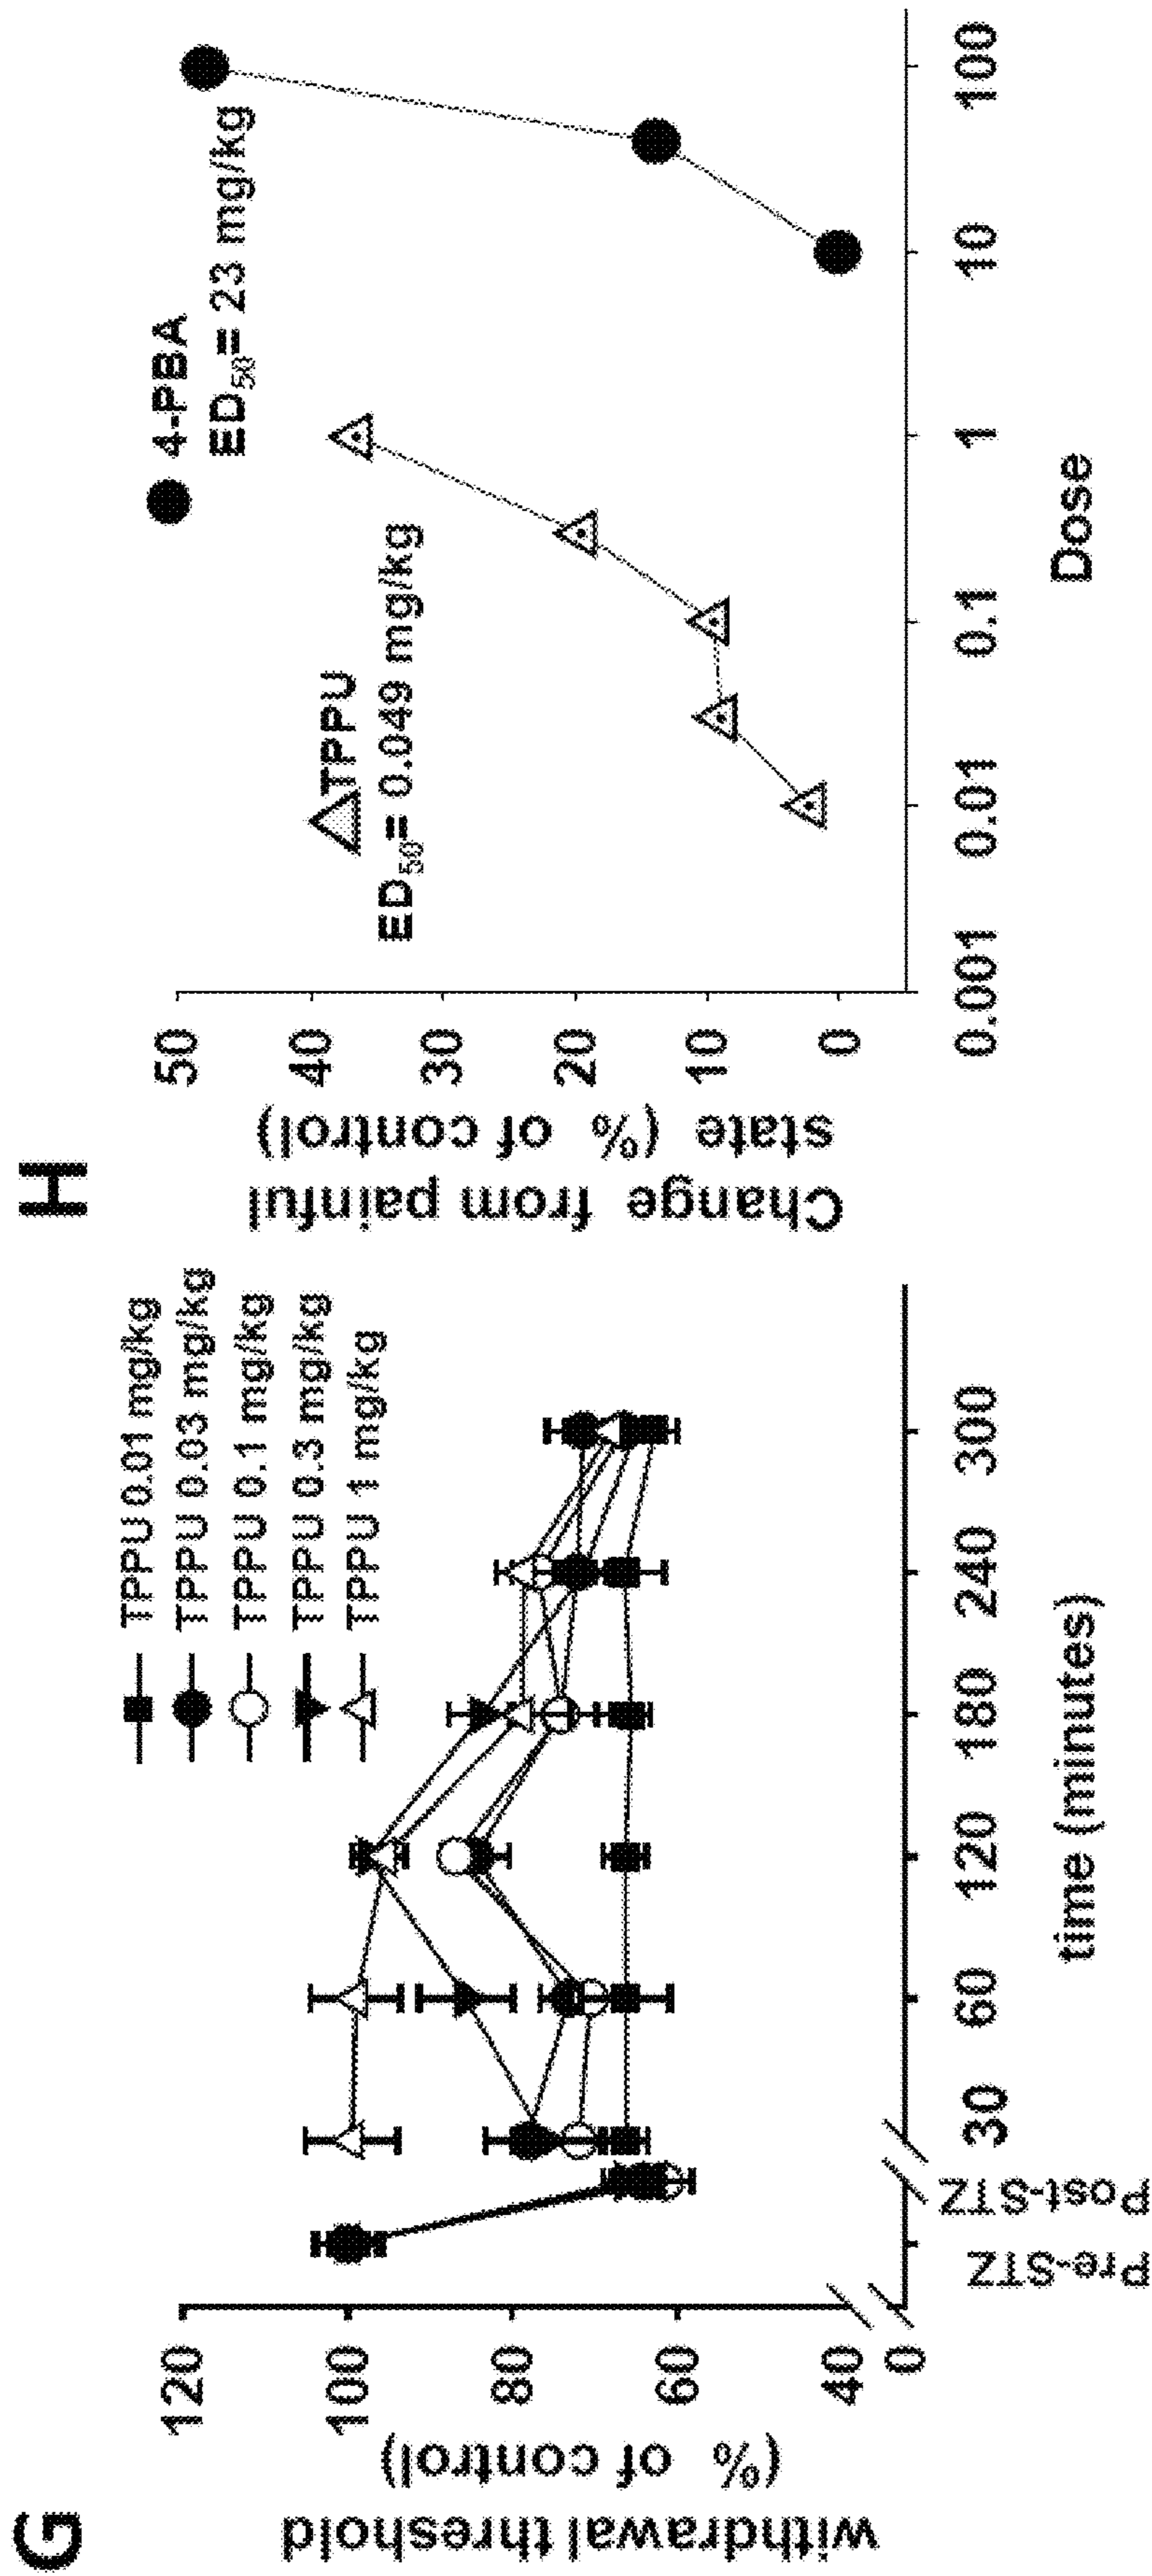 G
withdrawal threshold
(% of control)
120
100
80
60
40
0
Pre-STZ
Post-STZ
30
60
120
180
240
300
time (minutes)
TPPU 0.01 mg/kg
TPPU 0.03 mg/kg
TPPU 0.1 mg/kg
TPPU 0.3 mg/kg
TPPU 1 mg/kg
H
Change from painful
state (% of control)
50
40
30
20
10
0
0.001
0.01
0.1
1
10
100
Dose
4-PBA
ED50= 23 mg/kg
TPPU
ED50= 0.049 mg/kg